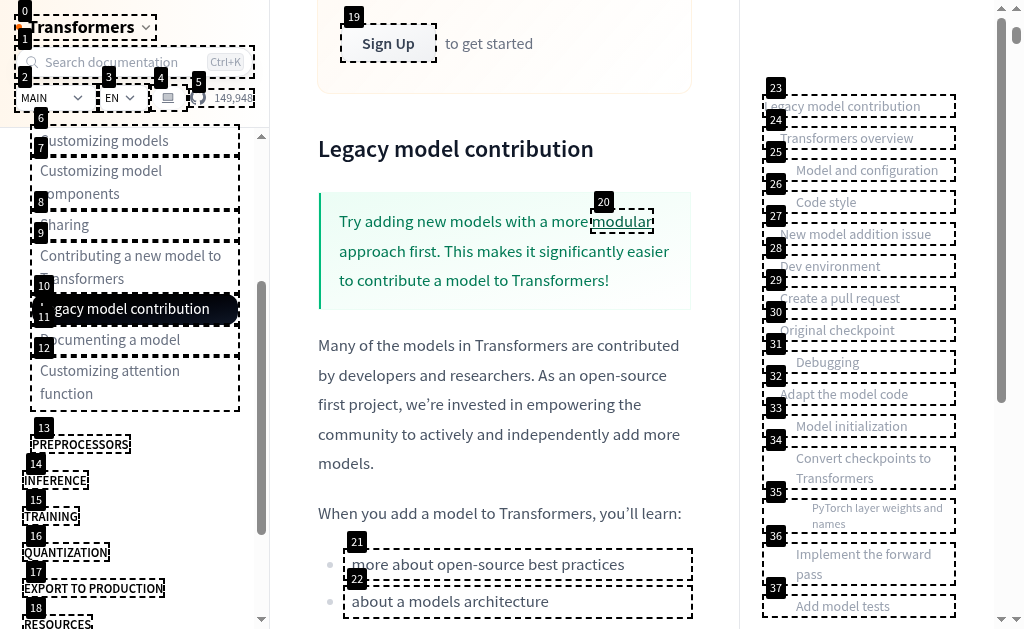 Transformers
Search documentation
Ctrl+K
MAIN
EN
149,948
Customizing models
Customizing model
components
Sharing
Contributing a new model to
Transformers
Legacy model contribution
Documenting a model
Customizing attention
function
PREPROCESSORS
INFERENCE
TRAINING
QUANTIZATION
EXPORT TO PRODUCTION
RESOURCES
0
1
2
3
4
5
6
7
8
9
10
11
12
13
14
15
16
17
18
19
Sign Up to get started
Legacy model contribution
20
Try adding new models with a more modular
approach first. This makes it significantly easier
to contribute a model to Transformers!
Many of the models in Transformers are contributed
by developers and researchers. As an open-source
first project, we’re invested in empowering the
community to actively and independently add more
models.
When you add a model to Transformers, you’ll learn:
21
more about open-source best practices
22
about a models architecture
23
Legacy model contribution
24
Transformers overview
25
Model and configuration
26
Code style
27
New model addition issue
28
Dev environment
29
Create a pull request
30
Original checkpoint
31
Debugging
32
Adapt the model code
33
Model initialization
34
Convert checkpoints to
Transformers
35
PyTorch layer weights and
names
36
Implement the forward
pass
37
Add model tests